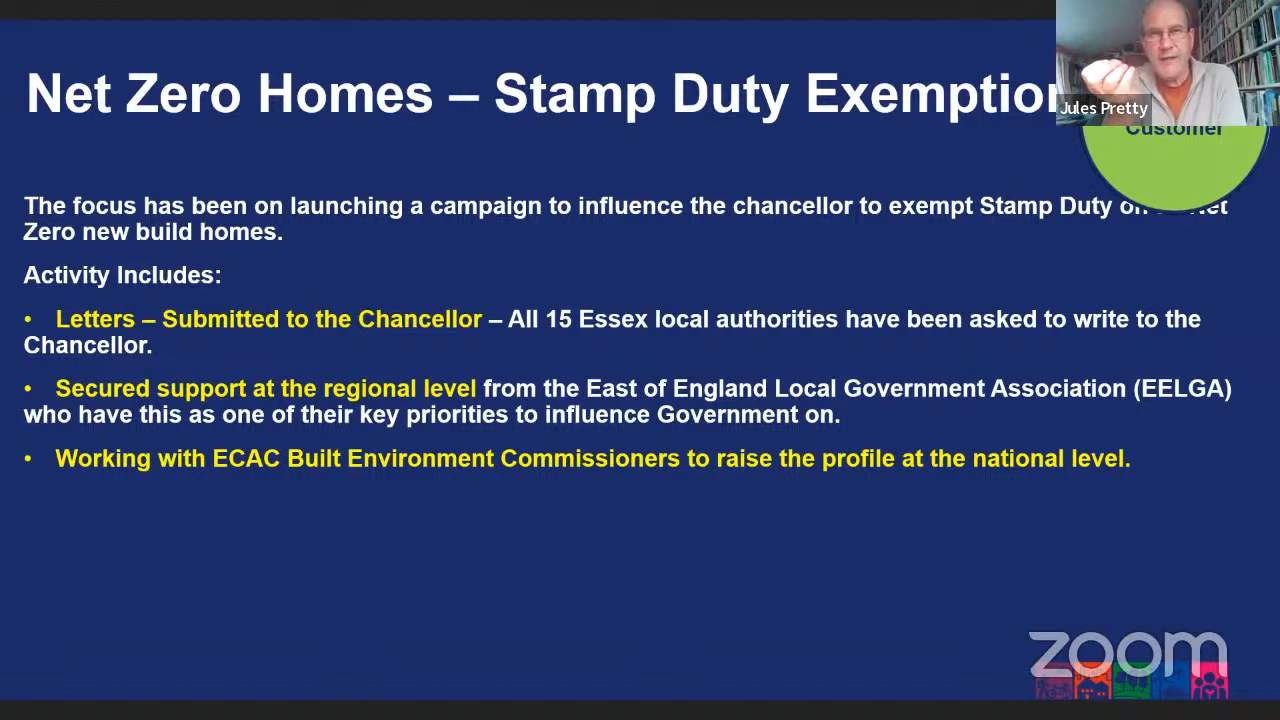 Net Zero Homes – Stamp Duty Exemption
Jules Pretty
Customer
The focus has been on launching a campaign to influence the chancellor to exempt Stamp Duty on Net
Zero new build homes.
Activity Includes:
• Letters – Submitted to the Chancellor – All 15 Essex local authorities have been asked to write to the
Chancellor.
• Secured support at the regional level from the East of England Local Government Association (EELGA)
who have this as one of their key priorities to influence Government on.
• Working with ECAC Built Environment Commissioners to raise the profile at the national level.
zoom